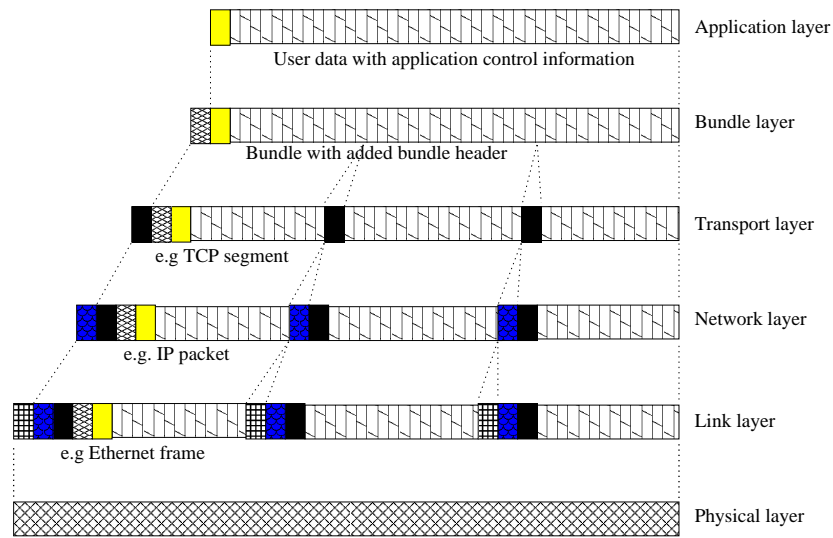 Application layer
User data with application control information
Bundle layer
Bundle with added bundle header
Transport layer
e.g TCP segment
Network layer
e.g. IP packet
Link layer
e.g Ethernet frame
Physical layer